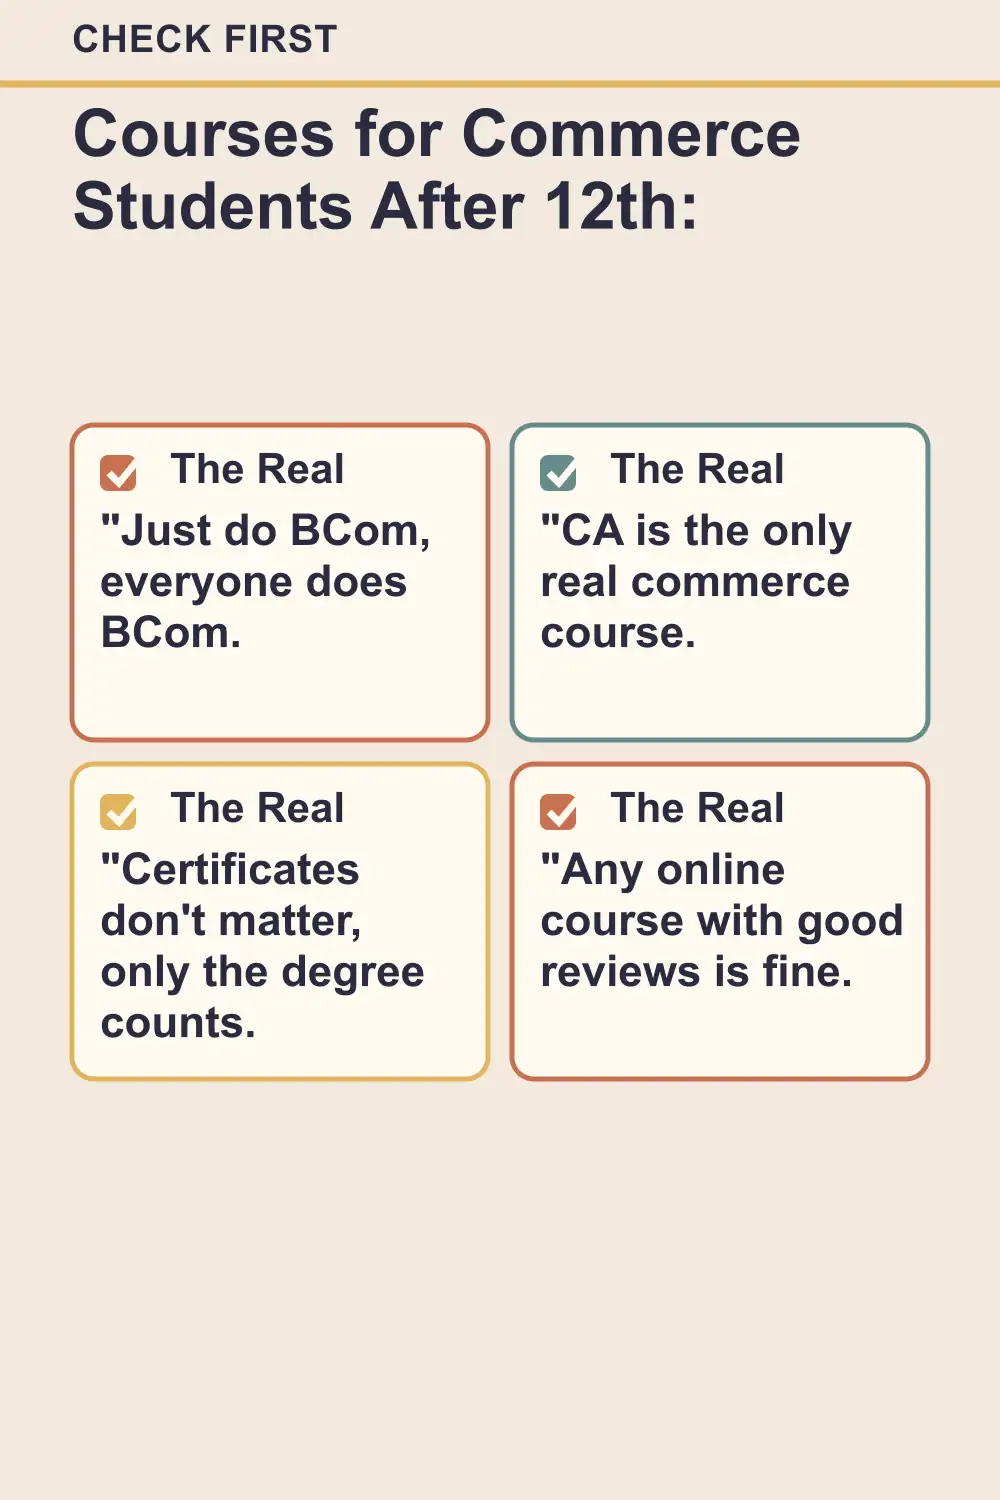 CHECK FIRST
Courses for Commerce
Students After 12th:
The Real
"Just do BCom,
everyone does
BCom.
The Real
"CA is the only
real commerce
course.
The Real
"Certificates
don't matter,
only the degree
counts.
The Real
"Any online
course with good
reviews is fine.